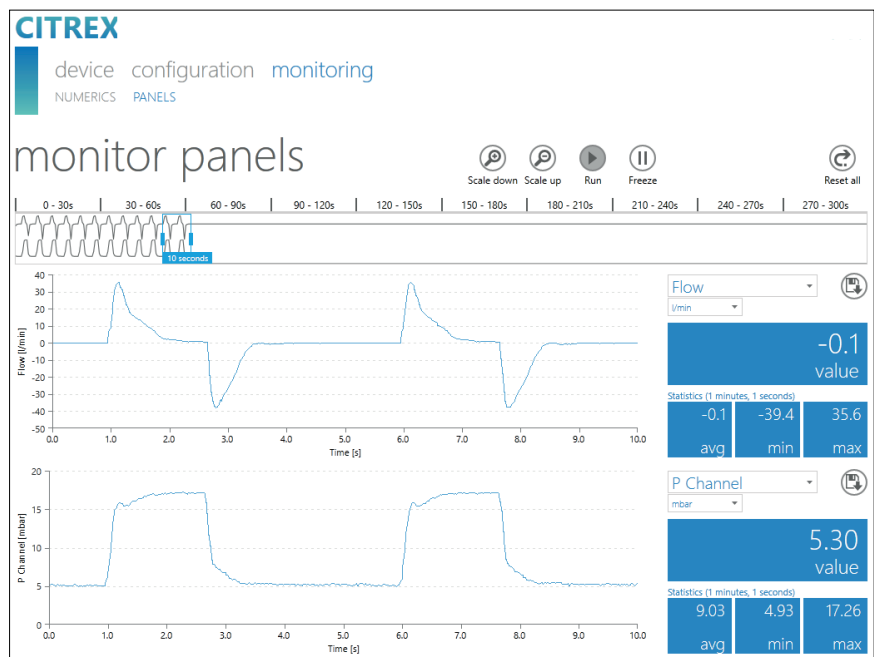 CITREX
device configuration monitoring
NUMERICS PANELS
monitor panels
Scale down Scale up Run Freeze Reset all
0 - 30s 30 - 60s 60 - 90s 90 - 120s 120 - 150s 150 - 180s 180 - 210s 210 - 240s 240 - 270s 270 - 300s
10 seconds
40
30
20
10
0
-10
-20
-30
-40
-50
Flow [l/min]
0.0 1.0 2.0 3.0 4.0 5.0 6.0 7.0 8.0 9.0 10.0
Time [s]
Flow
l/min
-0.1
value
Statistics (1 minutes, 1 seconds)
-0.1 -39.4 35.6
avg min max
20
15
10
5
0
P Channel [mbar]
0.0 1.0 2.0 3.0 4.0 5.0 6.0 7.0 8.0 9.0 10.0
Time [s]
P Channel
mbar
5.30
value
Statistics (1 minutes, 1 seconds)
9.03 4.93 17.26
avg min max